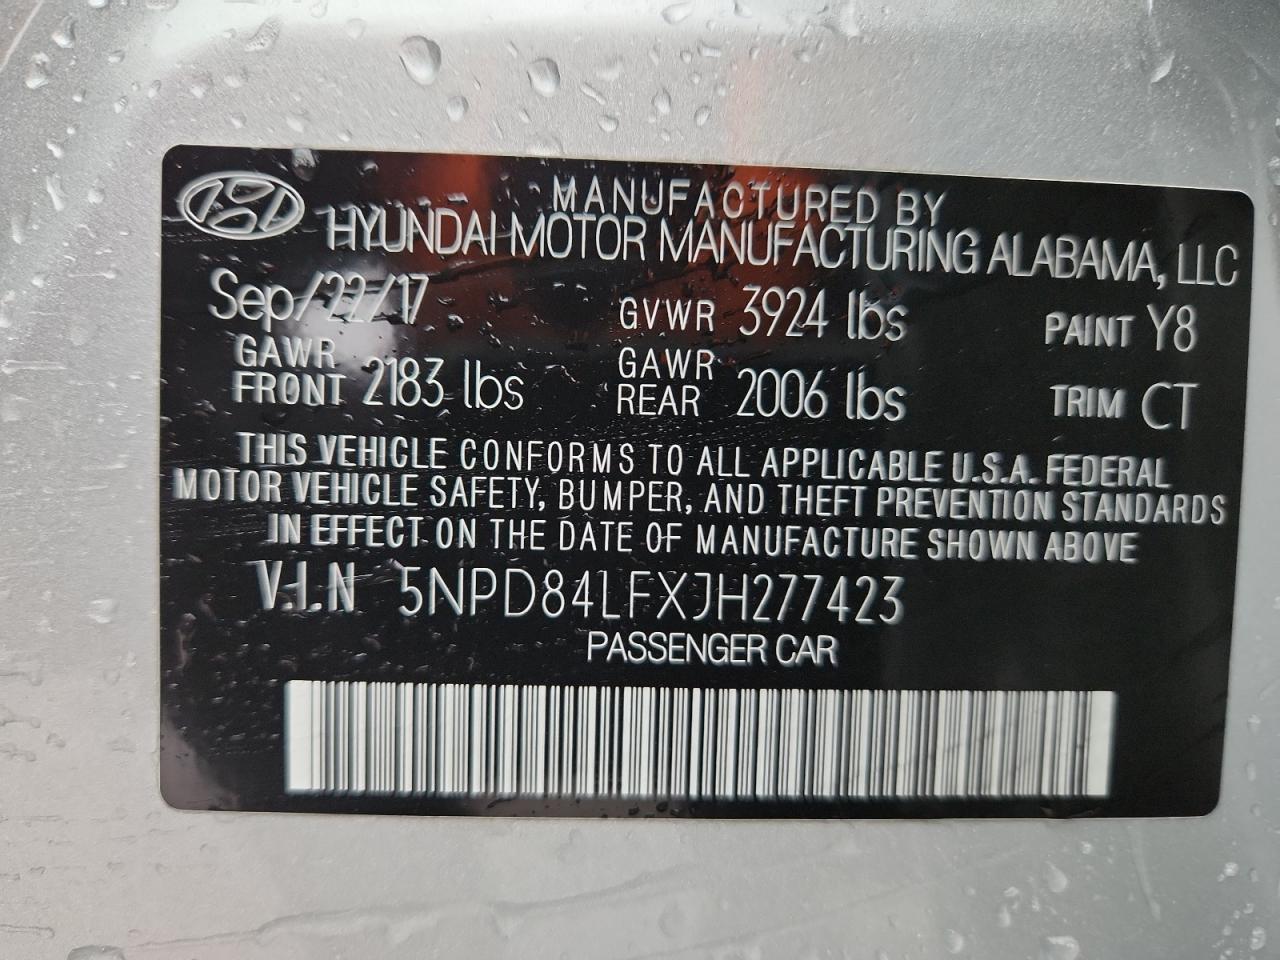 MANUFACTURED BY
HYUNDAI MOTOR MANUFACTURING ALABAMA, LLC
Sep/22/17 GVWR 3924 lbs PAINT Y8
GAWR FRONT 2183 lbs GAWR REAR 2006 lbs TRIM CT
THIS VEHICLE CONFORMS TO ALL APPLICABLE U.S.A. FEDERAL
MOTOR VEHICLE SAFETY, BUMPER, AND THEFT PREVENTION STANDARDS
IN EFFECT ON THE DATE OF MANUFACTURE SHOWN ABOVE
V.I.N 5NPD84LFXJH277423
PASSENGER CAR